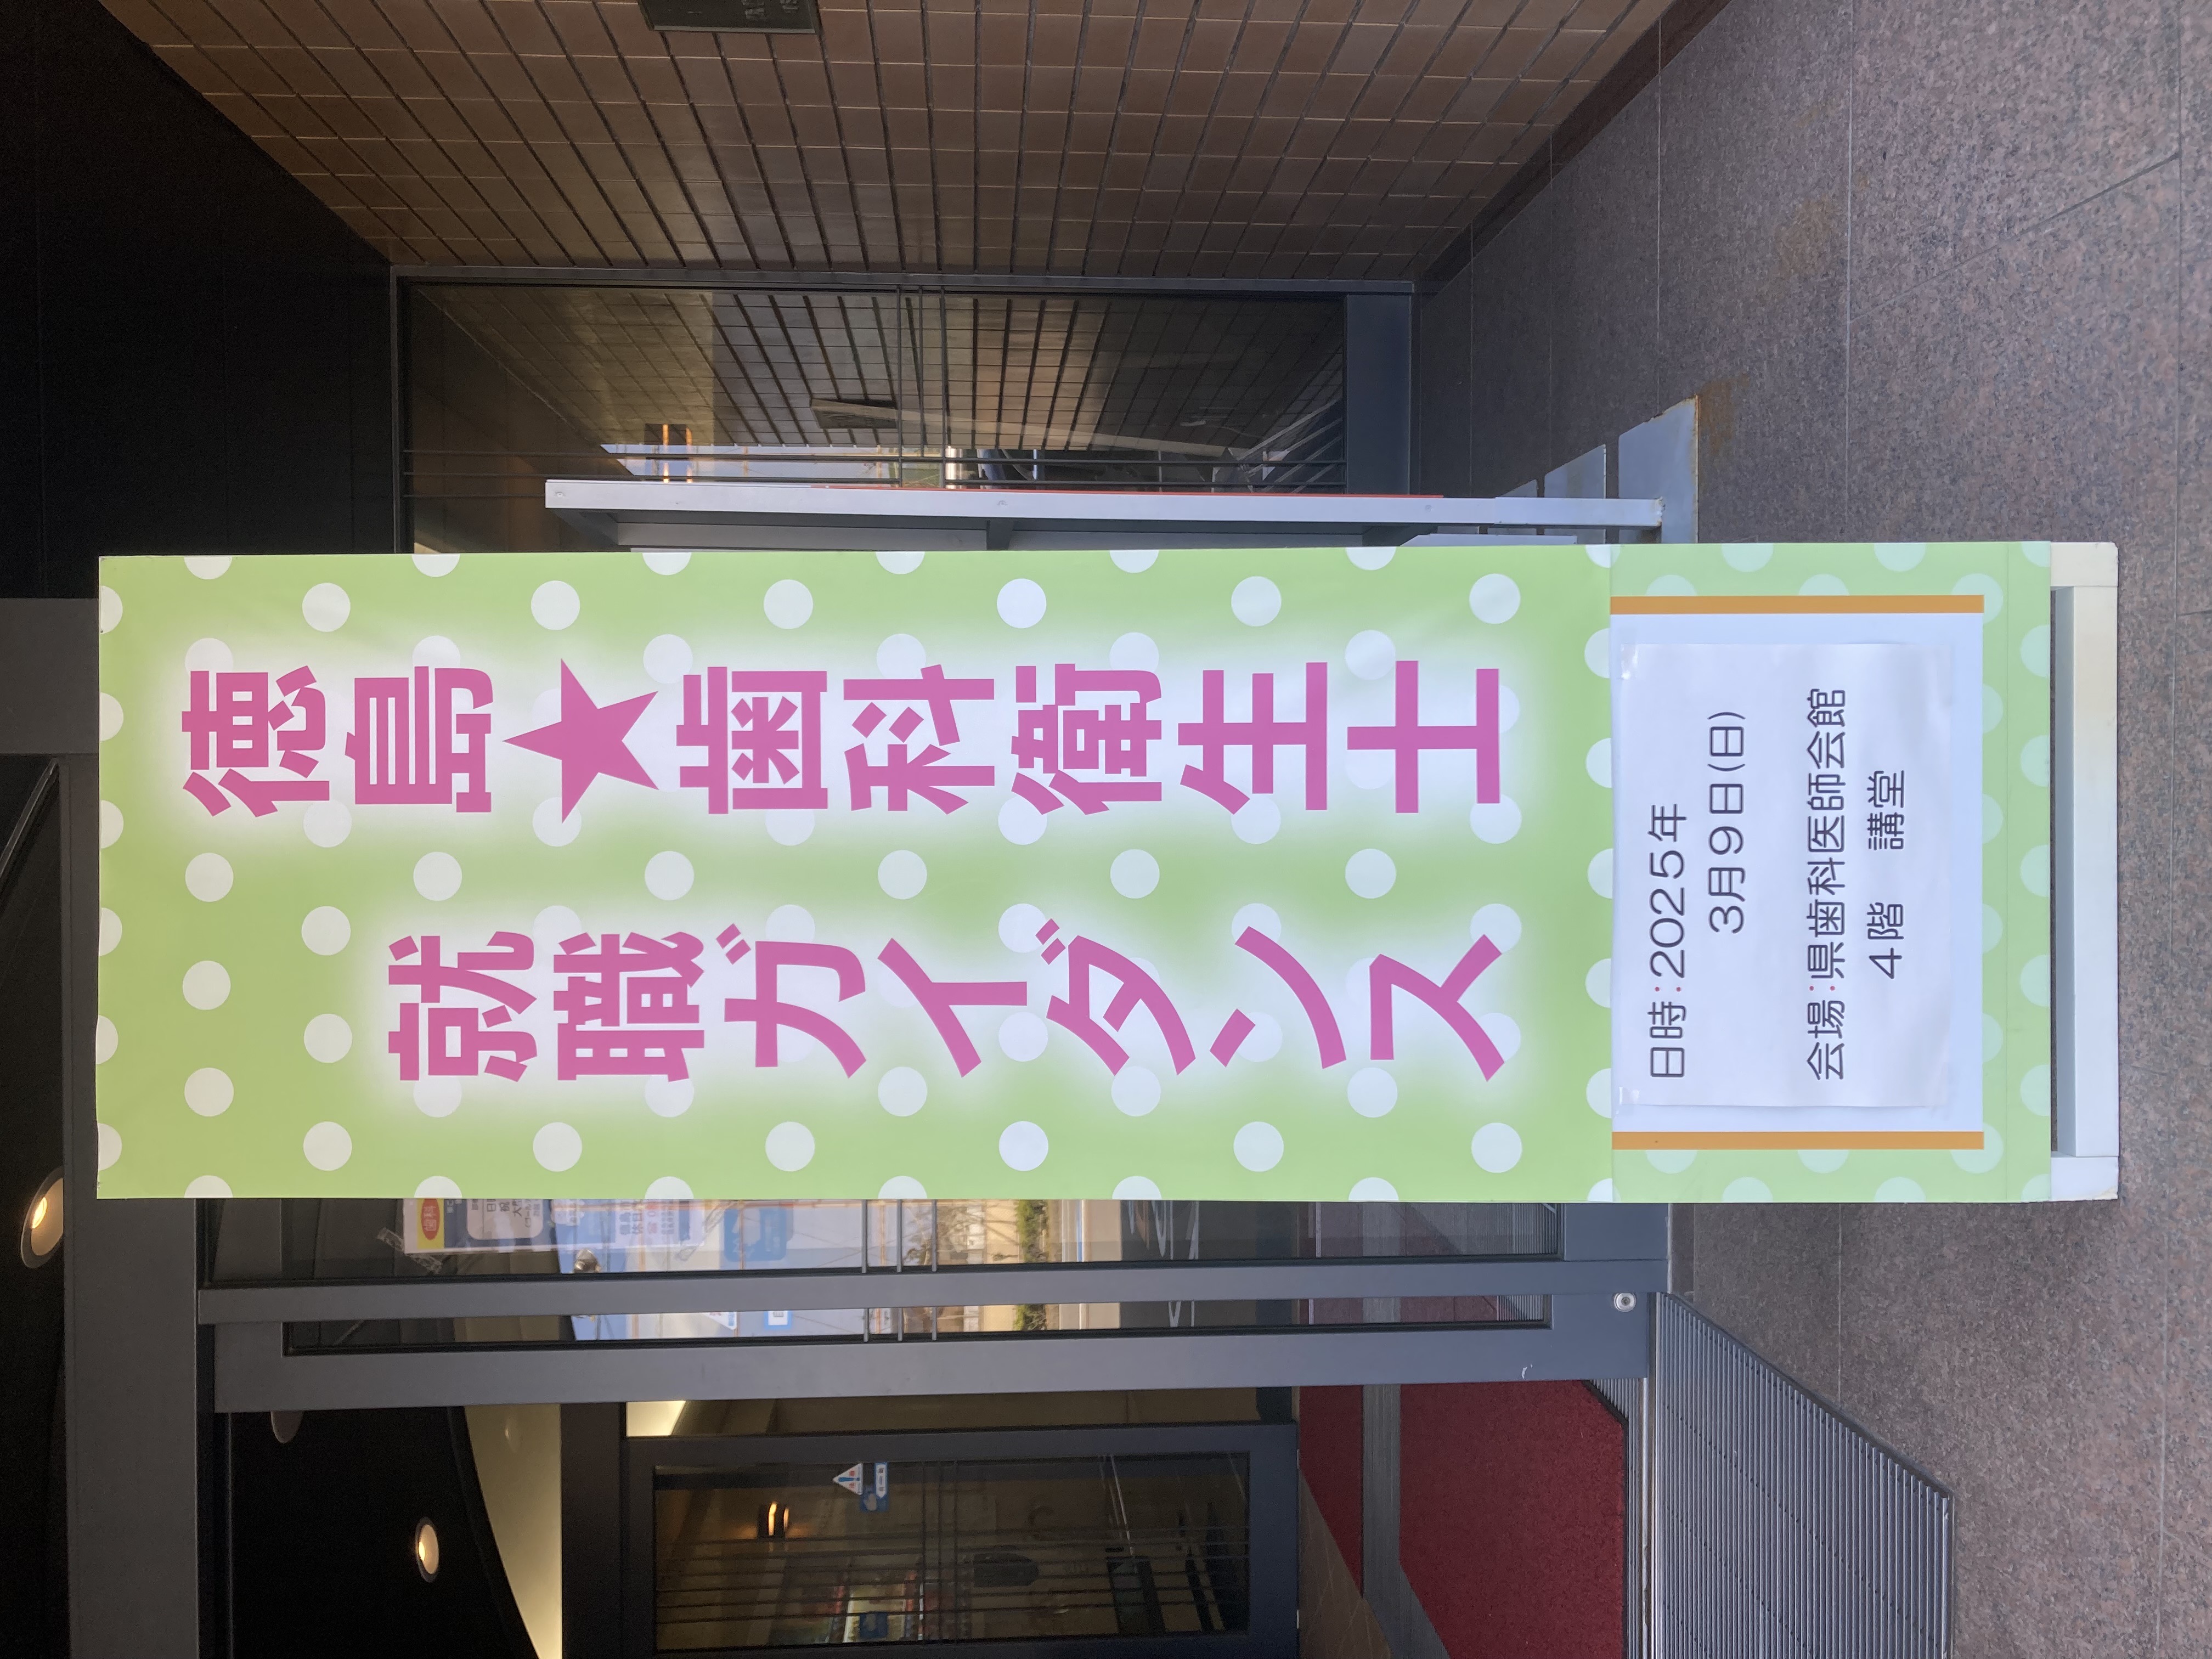 徳島★歯科衛生士
就職ガイダンス
日時:2025年
3月9日(日)
会場:県歯科医師会館
4階 講堂